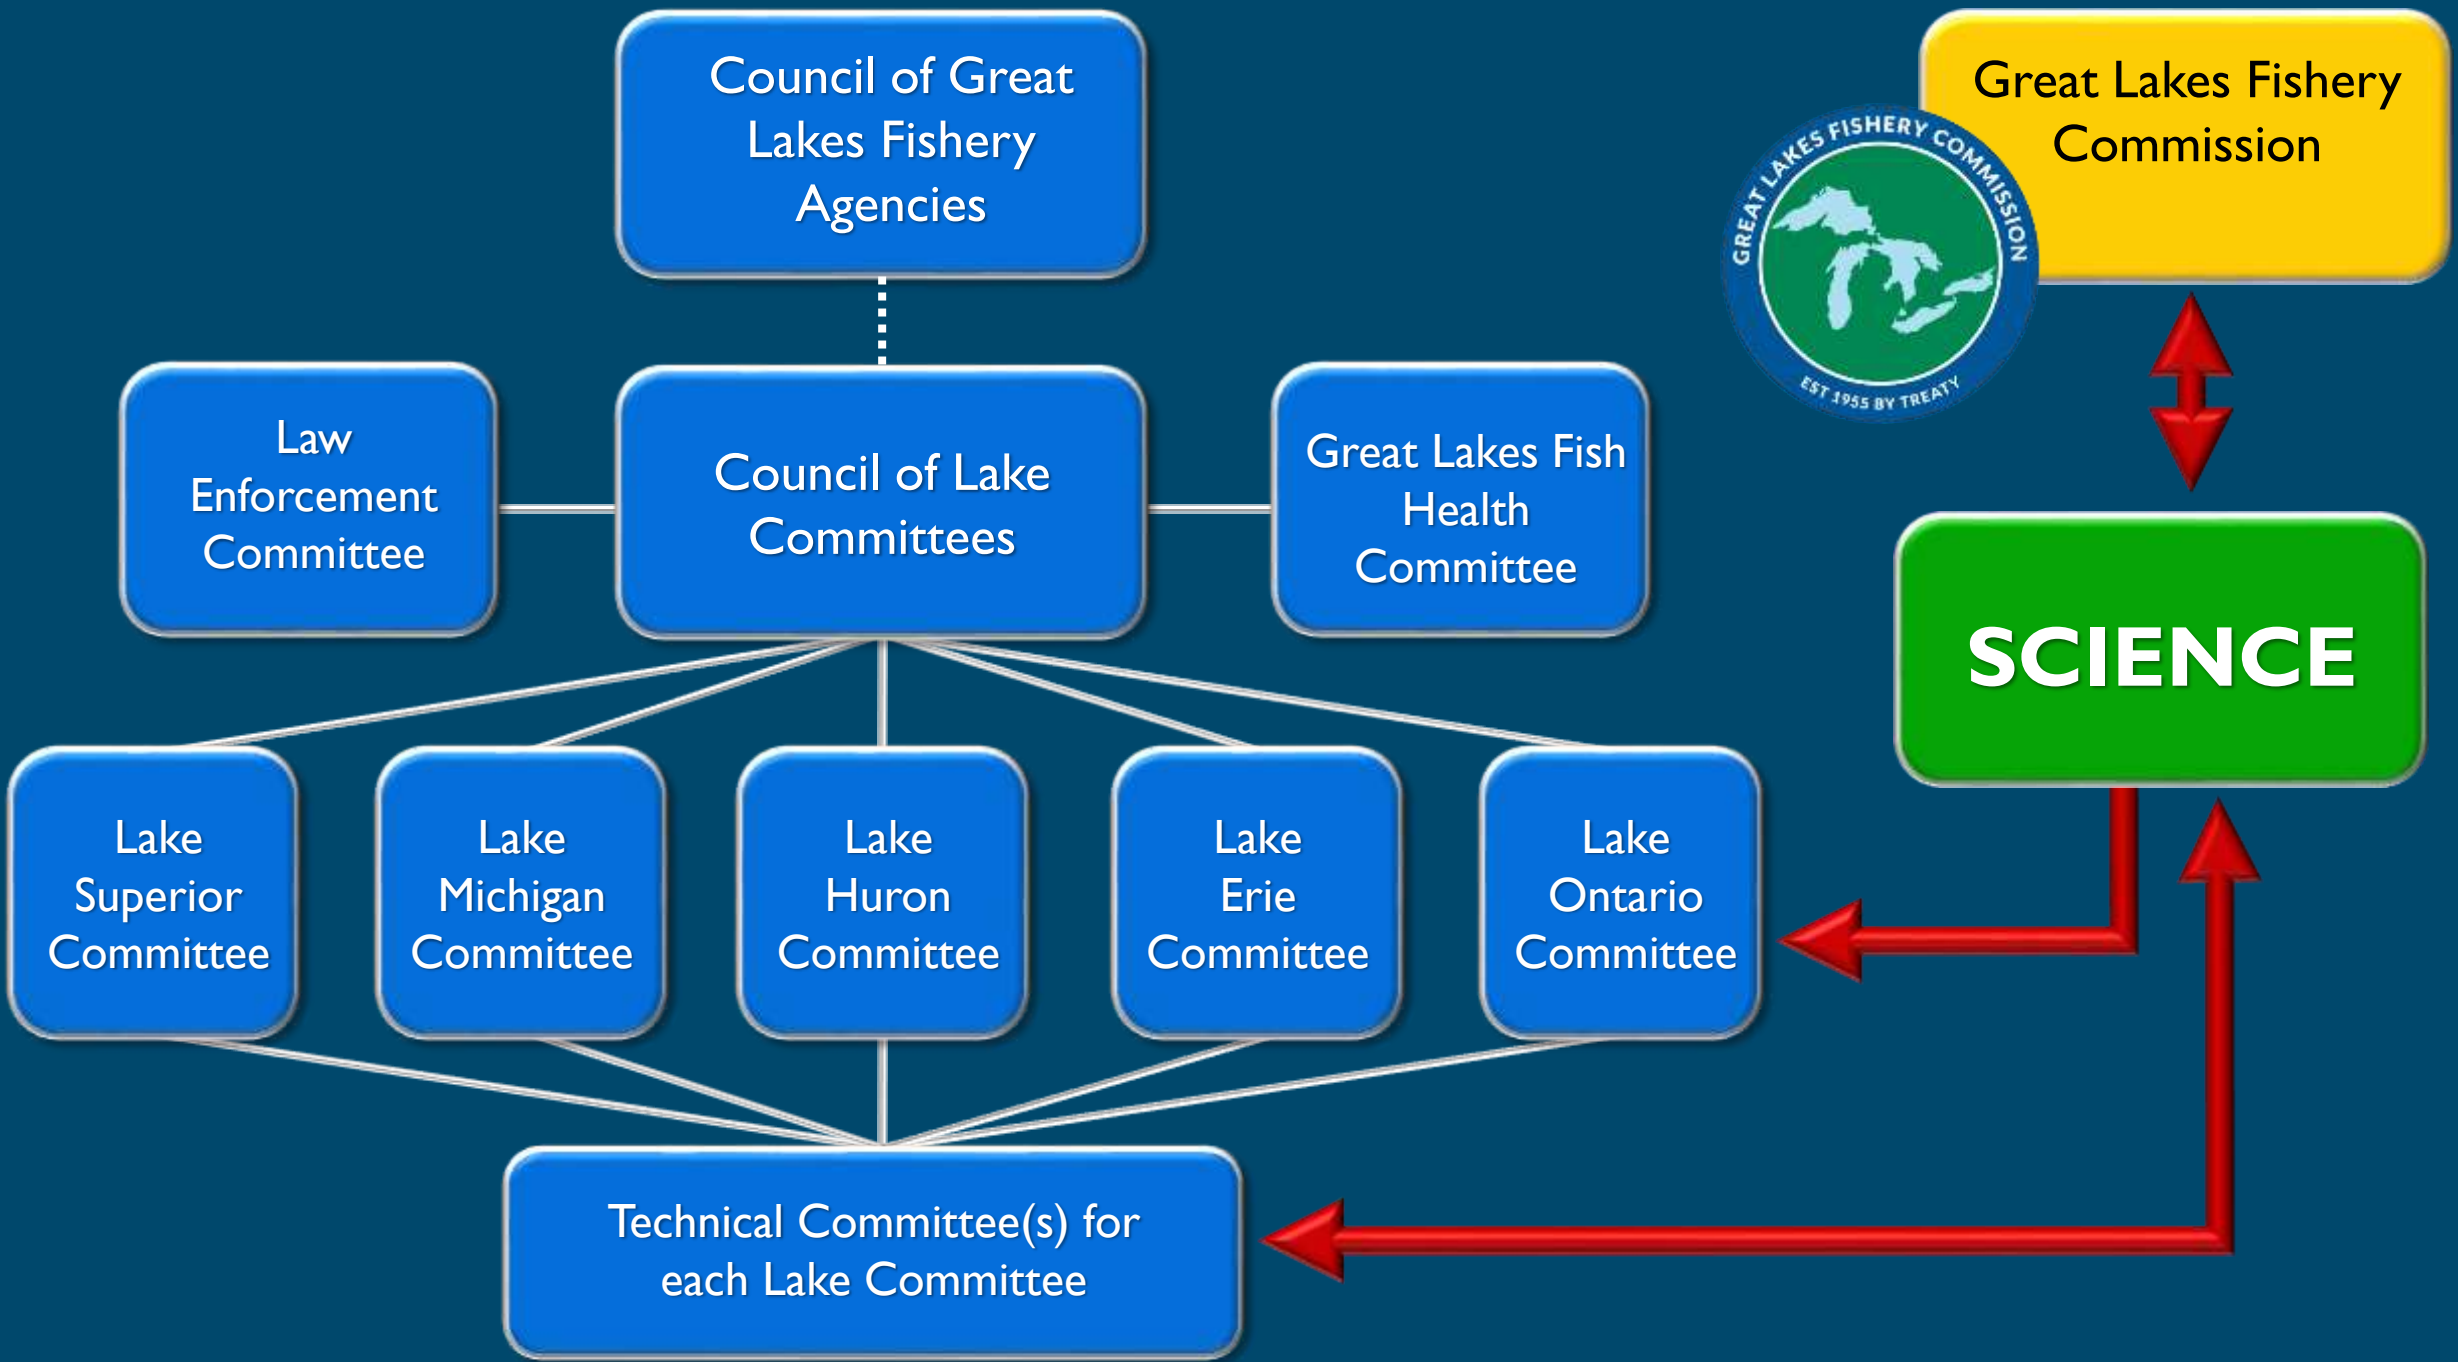 Council of Great
Lakes Fishery
Agencies
Great Lakes Fishery
Commission
GREAT LAKES FISHERY COMMISSION
EST 1955 BY TREATY
Law
Enforcement
Committee
Council of Lake
Committees
Great Lakes Fish
Health
Committee
SCIENCE
Lake
Superior
Committee
Lake
Michigan
Committee
Lake
Huron
Committee
Lake
Erie
Committee
Lake
Ontario
Committee
Technical Committee(s) for
each Lake Committee